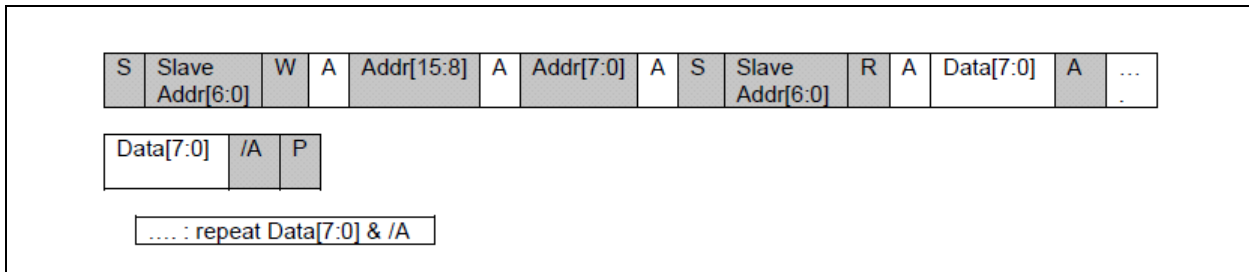 S Slave W A Addr[15:8] A Addr[7:0] A S Slave R A Data[7:0] A ...
Addr[6:0] Addr[6:0] .
Data[7:0] /A P
.... : repeat Data[7:0] & /A